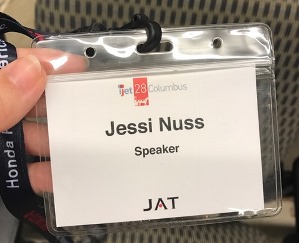 ijet 28 Columbus
Jessi Nuss
Speaker
JAT
Honda